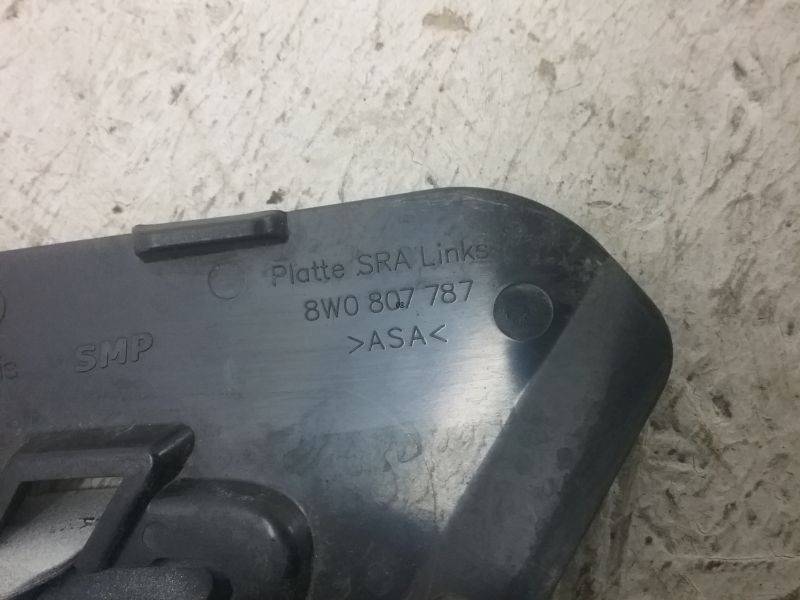 Platte SRA Links
8W0 807 787
>ASA<
SMP